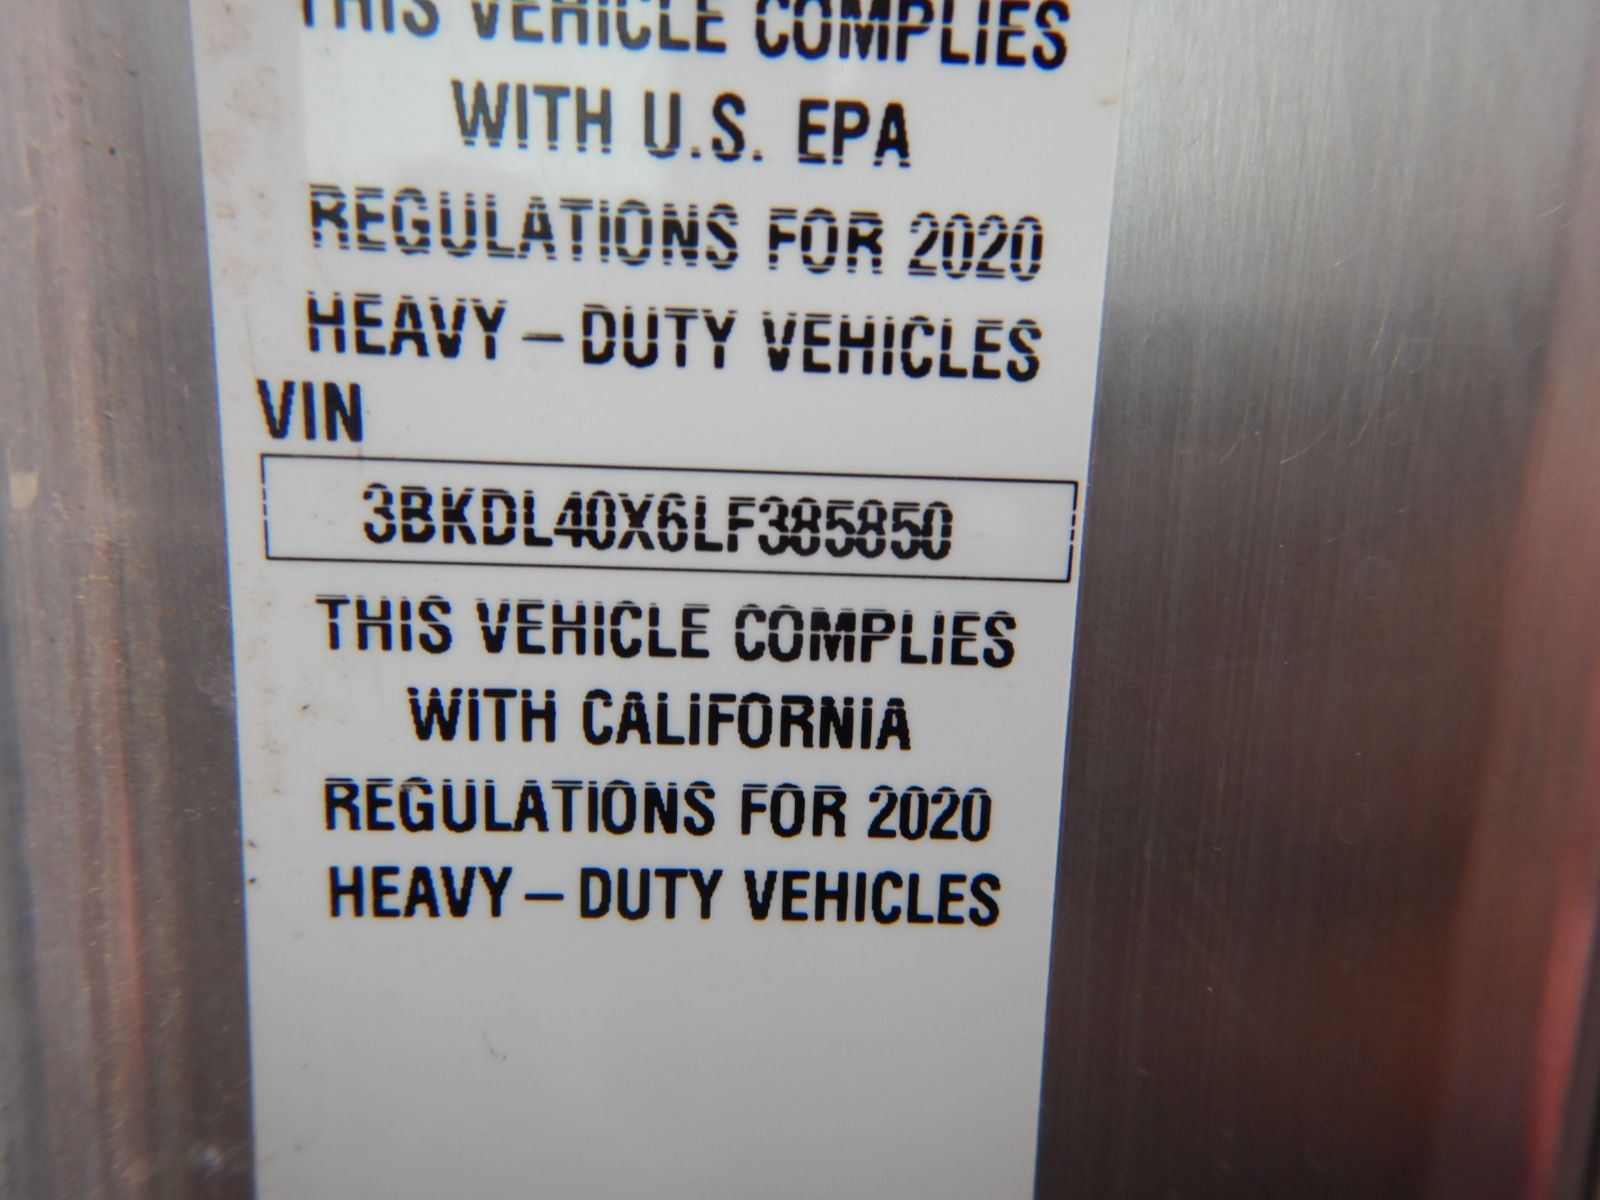 THIS VEHICLE COMPLIES
WITH U.S. EPA
REGULATIONS FOR 2020
HEAVY – DUTY VEHICLES
VIN
3BKDL40X6LF385850
THIS VEHICLE COMPLIES
WITH CALIFORNIA
REGULATIONS FOR 2020
HEAVY – DUTY VEHICLES